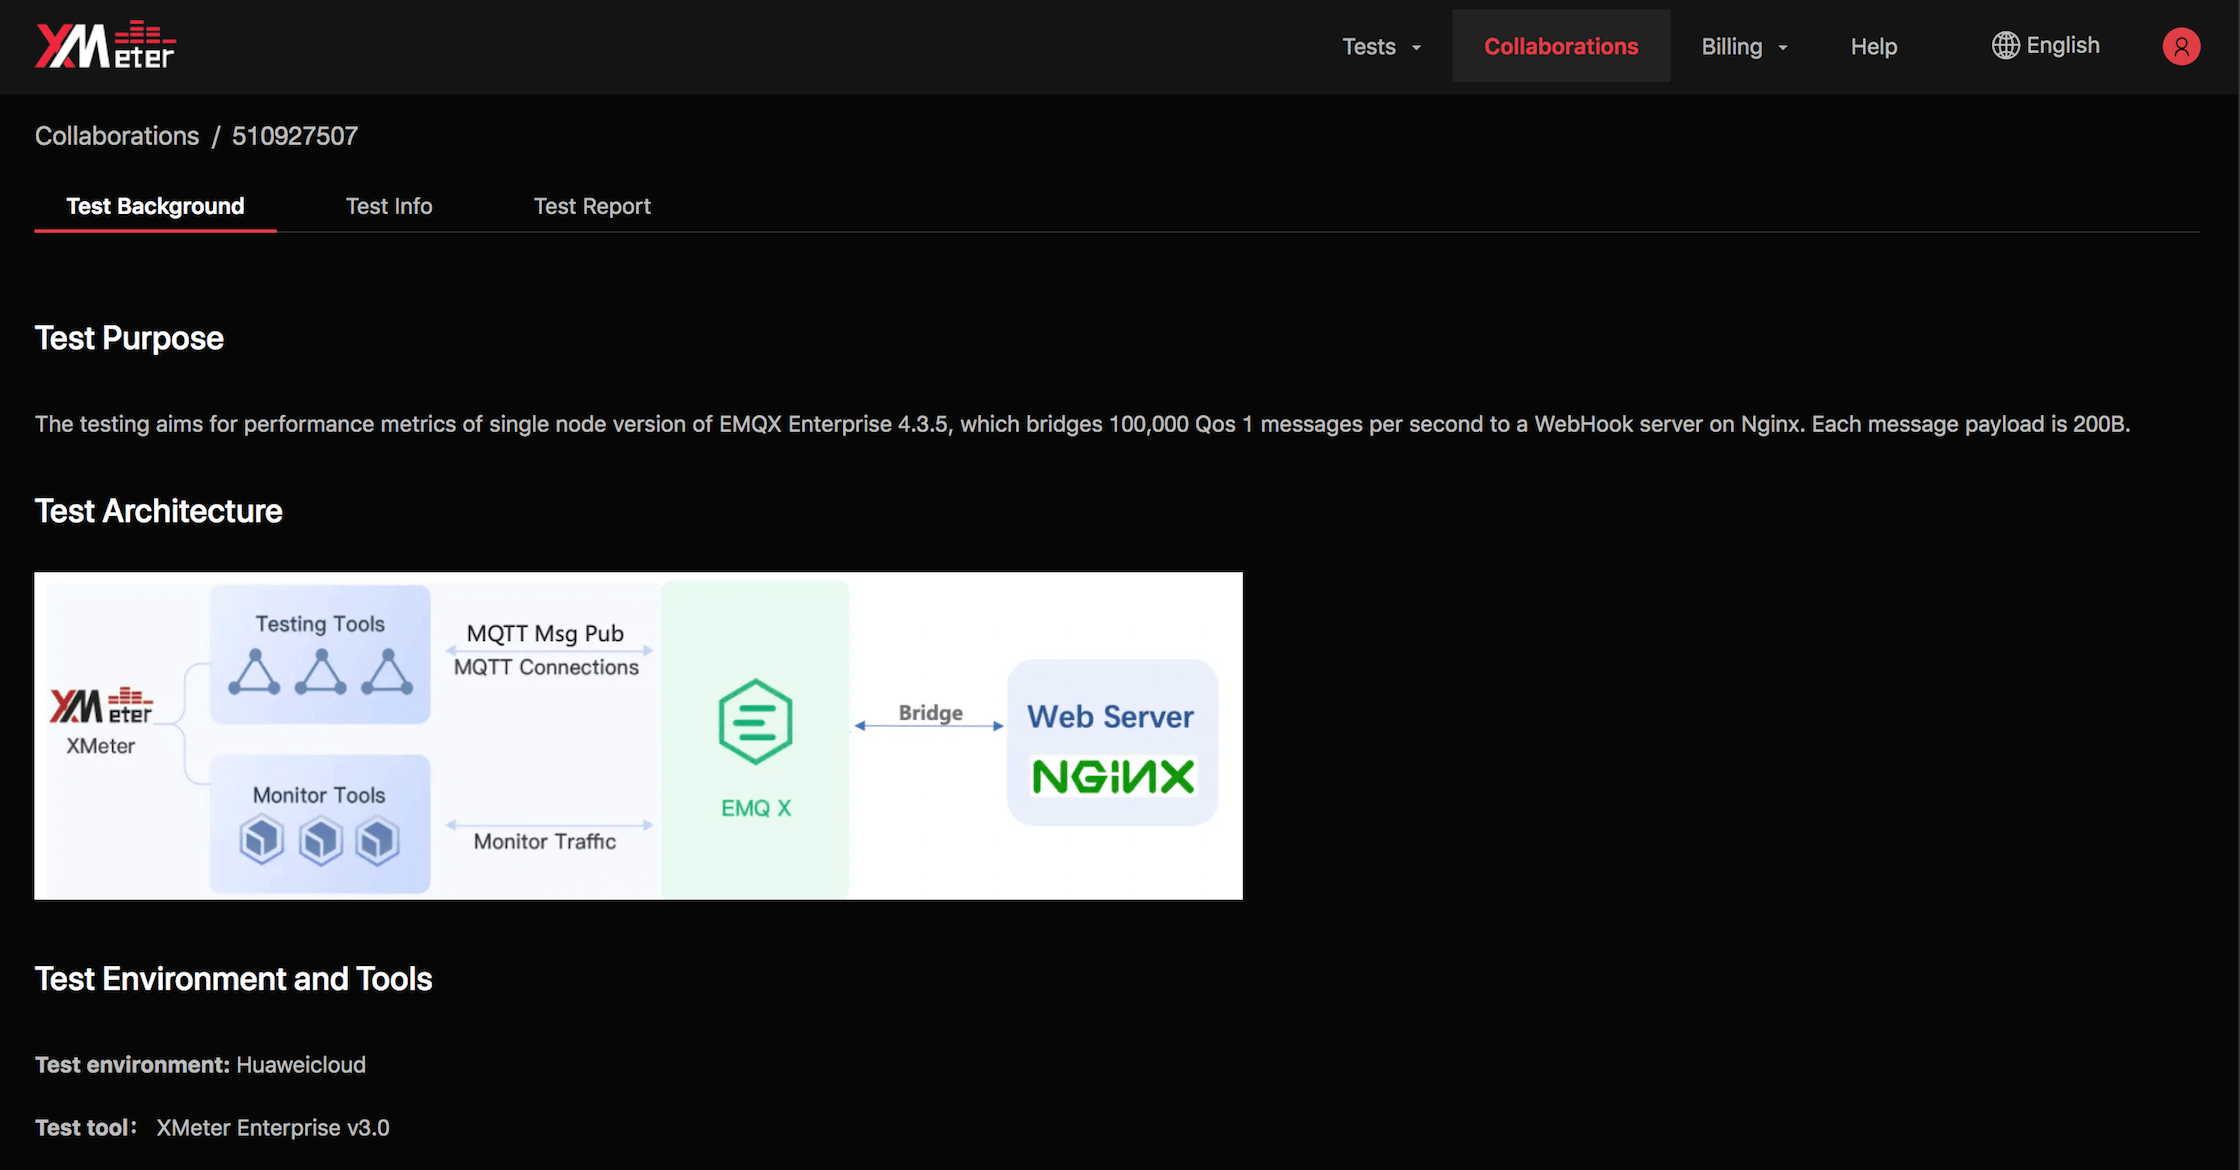 XMeter
Tests
Collaborations
Billing
Help
English
Collaborations / 510927507
Test Background
Test Info
Test Report
Test Purpose
The testing aims for performance metrics of single node version of EMQX Enterprise 4.3.5, which bridges 100,000 Qos 1 messages per second to a WebHook server on Nginx. Each message payload is 200B.
Test Architecture
XMeter
XMeter
Testing Tools
Monitor Tools
MQTT Msg Pub
MQTT Connections
Monitor Traffic
EMQ X
Bridge
Web Server
NGiNX
Test Environment and Tools
Test environment: Huaweicloud
Test tool： XMeter Enterprise v3.0